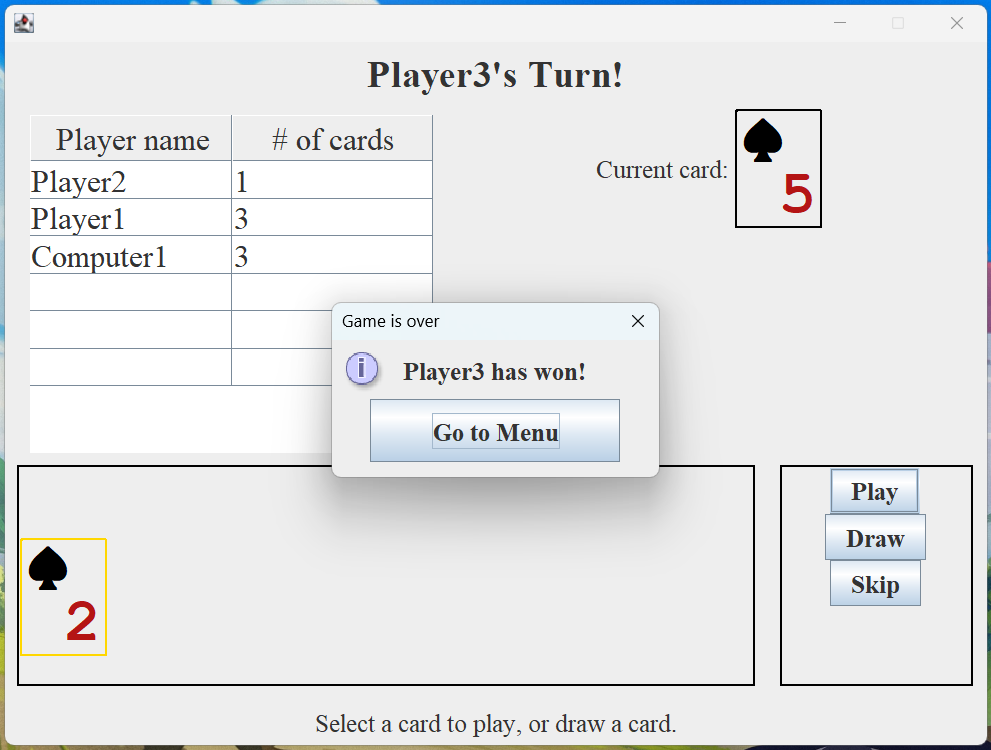 Player3's Turn!
Player name # of cards
Player2 1
Player1 3
Computer1 3
Current card:
5
Game is over
Player3 has won!
Go to Menu
2
Play
Draw
Skip
Select a card to play, or draw a card.